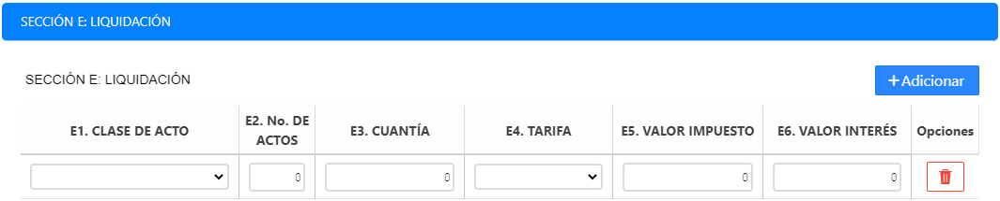 SECCIÓN E: LIQUIDACIÓN
SECCIÓN E: LIQUIDACIÓN
+Adicionar
E1. CLASE DE ACTO
E2. No. DE
ACTOS
E3. CUANTÍA
E4. TARIFA
E5. VALOR IMPUESTO
E6. VALOR INTERÉS
Opciones
0
0
0
0